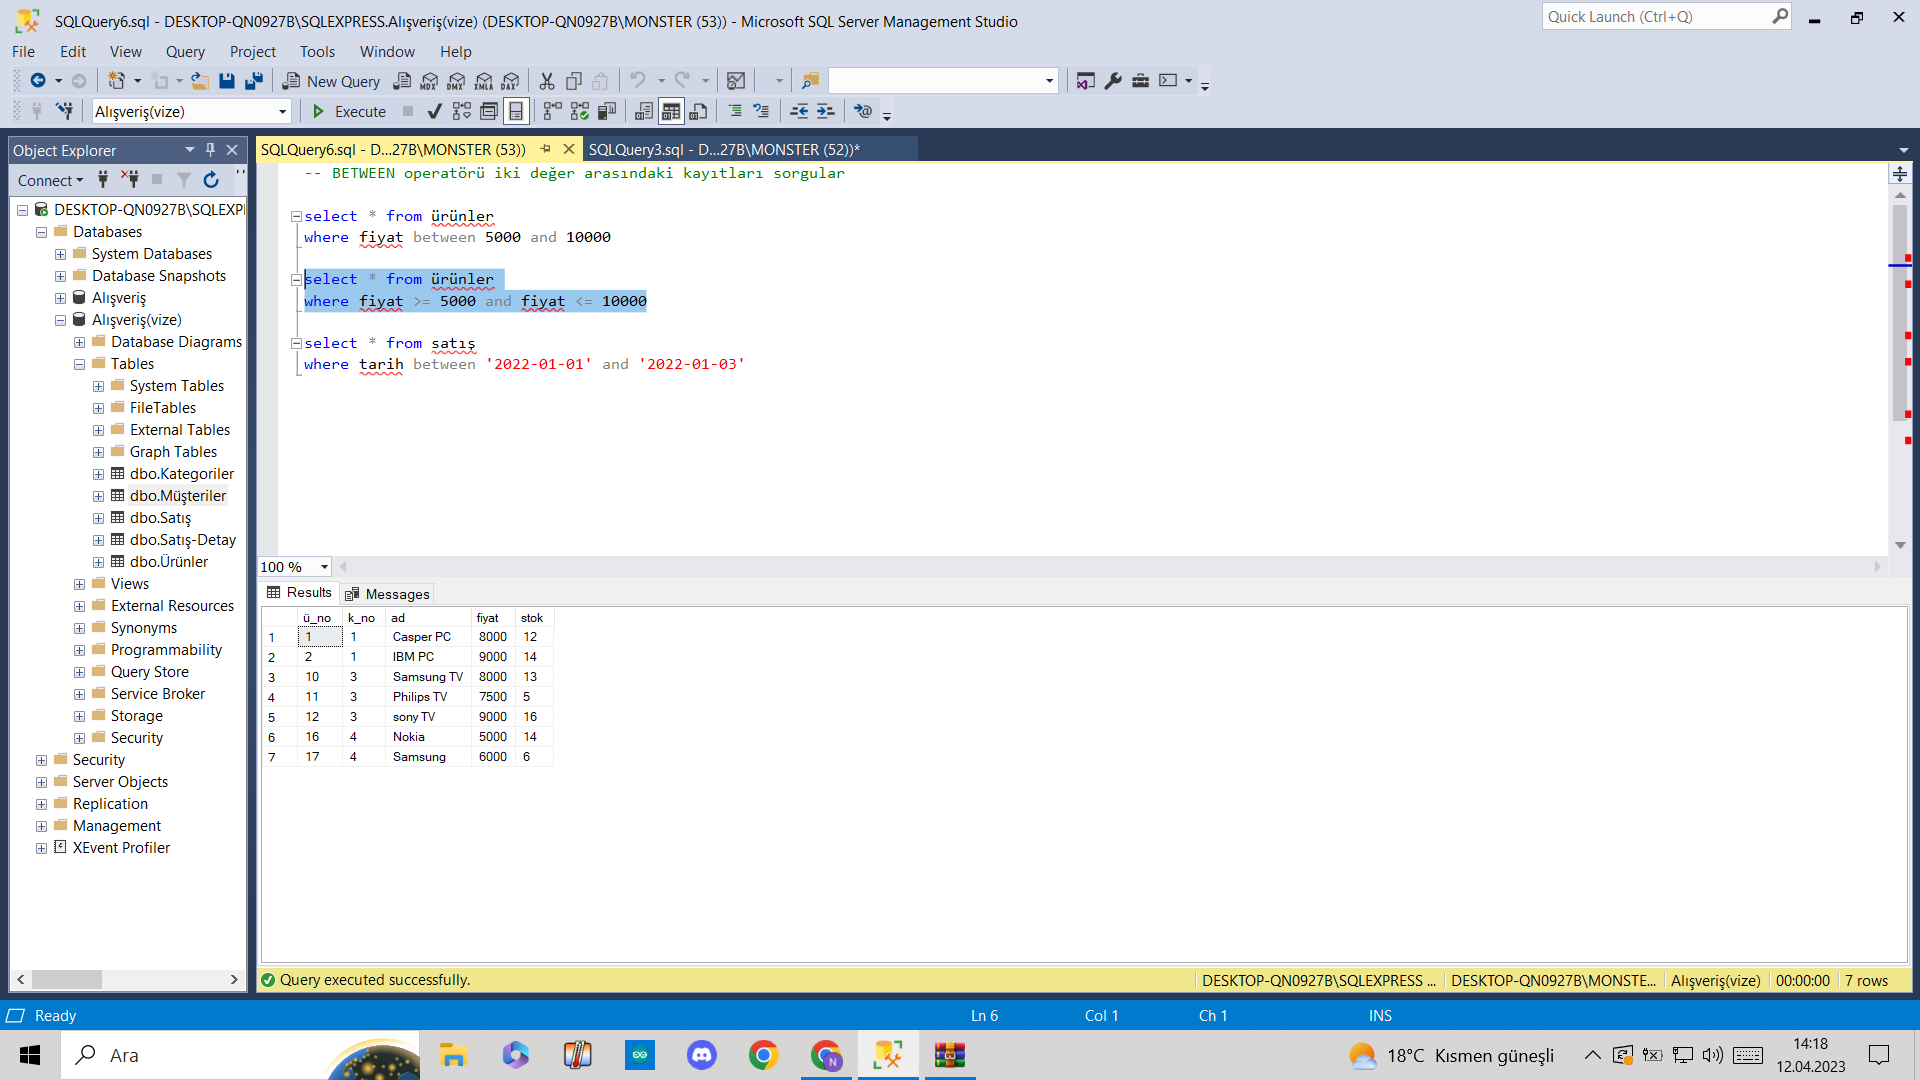 SQLQuery6.sql - DESKTOP-QN0927B\SQLEXPRESS.Alışveriş(vize) (DESKTOP-QN0927B\MONSTER (53)) - Microsoft SQL Server Management Studio
Quick Launch (Ctrl+Q)
File Edit View Query Project Tools Window Help
New Query
MDX DMX XMLA DAX
Alışveriş(vize)
Execute
Object Explorer
Connect
DESKTOP-QN0927B\SQLEXPI
Databases
System Databases
Database Snapshots
Alışveriş
Alışveriş(vize)
Database Diagrams
Tables
System Tables
FileTables
External Tables
Graph Tables
dbo.Kategoriler
dbo.Müşteriler
dbo.Satış
dbo.Satış-Detay
dbo.Ürünler
Views
External Resources
Synonyms
Programmability
Query Store
Service Broker
Storage
Security
Security
Server Objects
Replication
Management
XEvent Profiler
SQLQuery6.sql - D...27B\MONSTER (53))
SQLQuery3.sql - D...27B\MONSTER (52))*
-- BETWEEN operatörü iki değer arasındaki kayıtları sorgular
select * from ürünler
where fiyat between 5000 and 10000
select * from ürünler
where fiyat >= 5000 and fiyat <= 10000
select * from satış
where tarih between '2022-01-01' and '2022-01-03'
100 %
Results Messages
ü_no k_no ad fiyat stok
1 1 1 Casper PC 8000 12
2 2 1 IBM PC 9000 14
3 10 3 Samsung TV 8000 13
4 11 3 Philips TV 7500 5
5 12 3 sony TV 9000 16
6 16 4 Nokia 5000 14
7 17 4 Samsung 6000 6
Query executed successfully.
DESKTOP-QN0927B\SQLEXPRESS ... DESKTOP-QN0927B\MONSTE... Alışveriş(vize) 00:00:00 7 rows
Ready
Ln 6 Col 1 Ch 1 INS
Ara
18°C Kısmen güneşli
14:18
12.04.2023